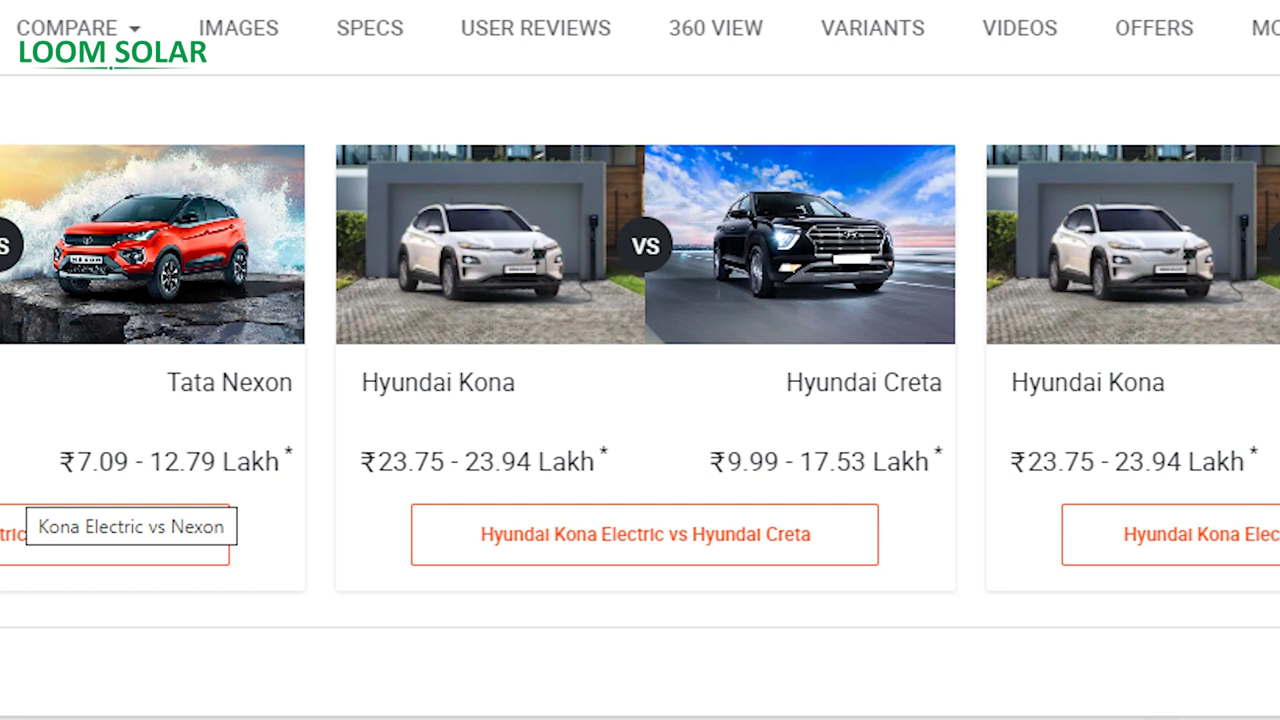 COMPARE IMAGES SPECS USER REVIEWS 360 VIEW VARIANTS VIDEOS OFFERS MO
LOOM SOLAR
S
VS
Tata Nexon
₹7.09 - 12.79 Lakh*
tric
Kona Electric vs Nexon
Hyundai Kona Hyundai Creta
₹23.75 - 23.94 Lakh* ₹9.99 - 17.53 Lakh*
Hyundai Kona Electric vs Hyundai Creta
Hyundai Kona
₹23.75 - 23.94 Lakh*
Hyundai Kona Elec